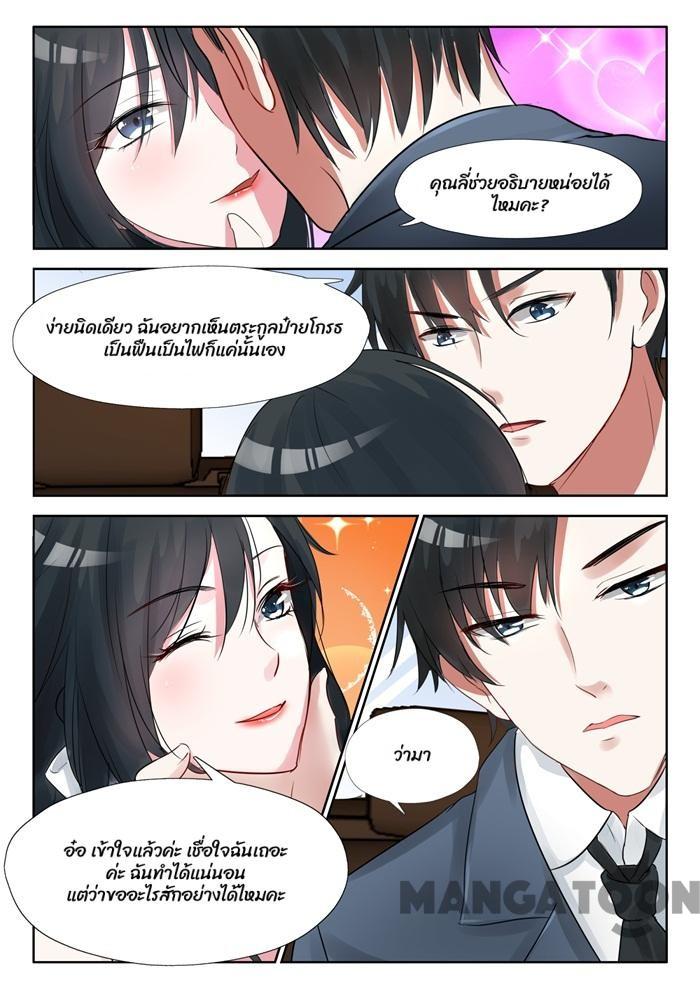 คุณลี่ช่วยอธิบายหน่อยได้
ไหมคะ?
ง่ายนิดเดียว ฉันอยากเห็นตระกูลป๋ายโกรธ
เป็นฟืนเป็นไฟก็แค่นั้นเอง
ว่ามา
อ๋อ เข้าใจแล้วค่ะ เชื่อใจฉันเถอะ
ค่ะ ฉันทำได้แน่นอน
แต่ว่าขออะไรสักอย่างได้ไหมคะ
MANGATOON